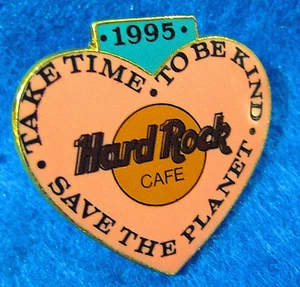 • 1995 •
• TAKE TIME • TO BE KIND •
Hard Rock
CAFE
SAVE THE PLANET